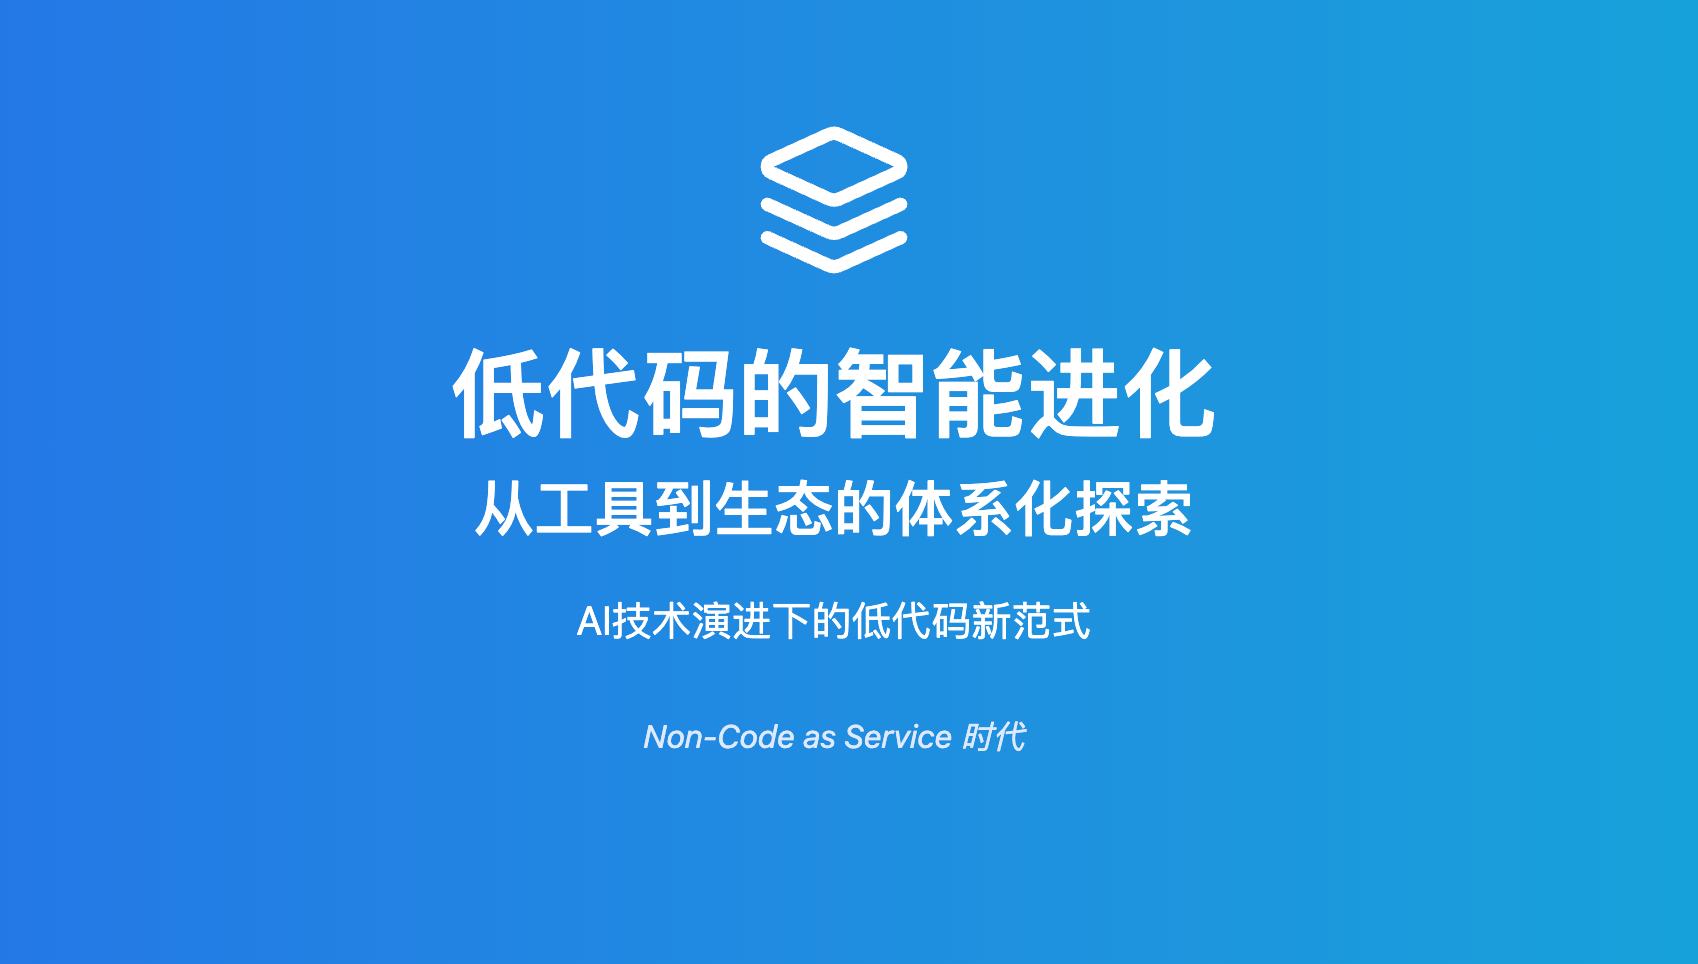 低代码的智能进化
从工具到生态的体系化探索
AI技术演进下的低代码新范式
Non-Code as Service 时代